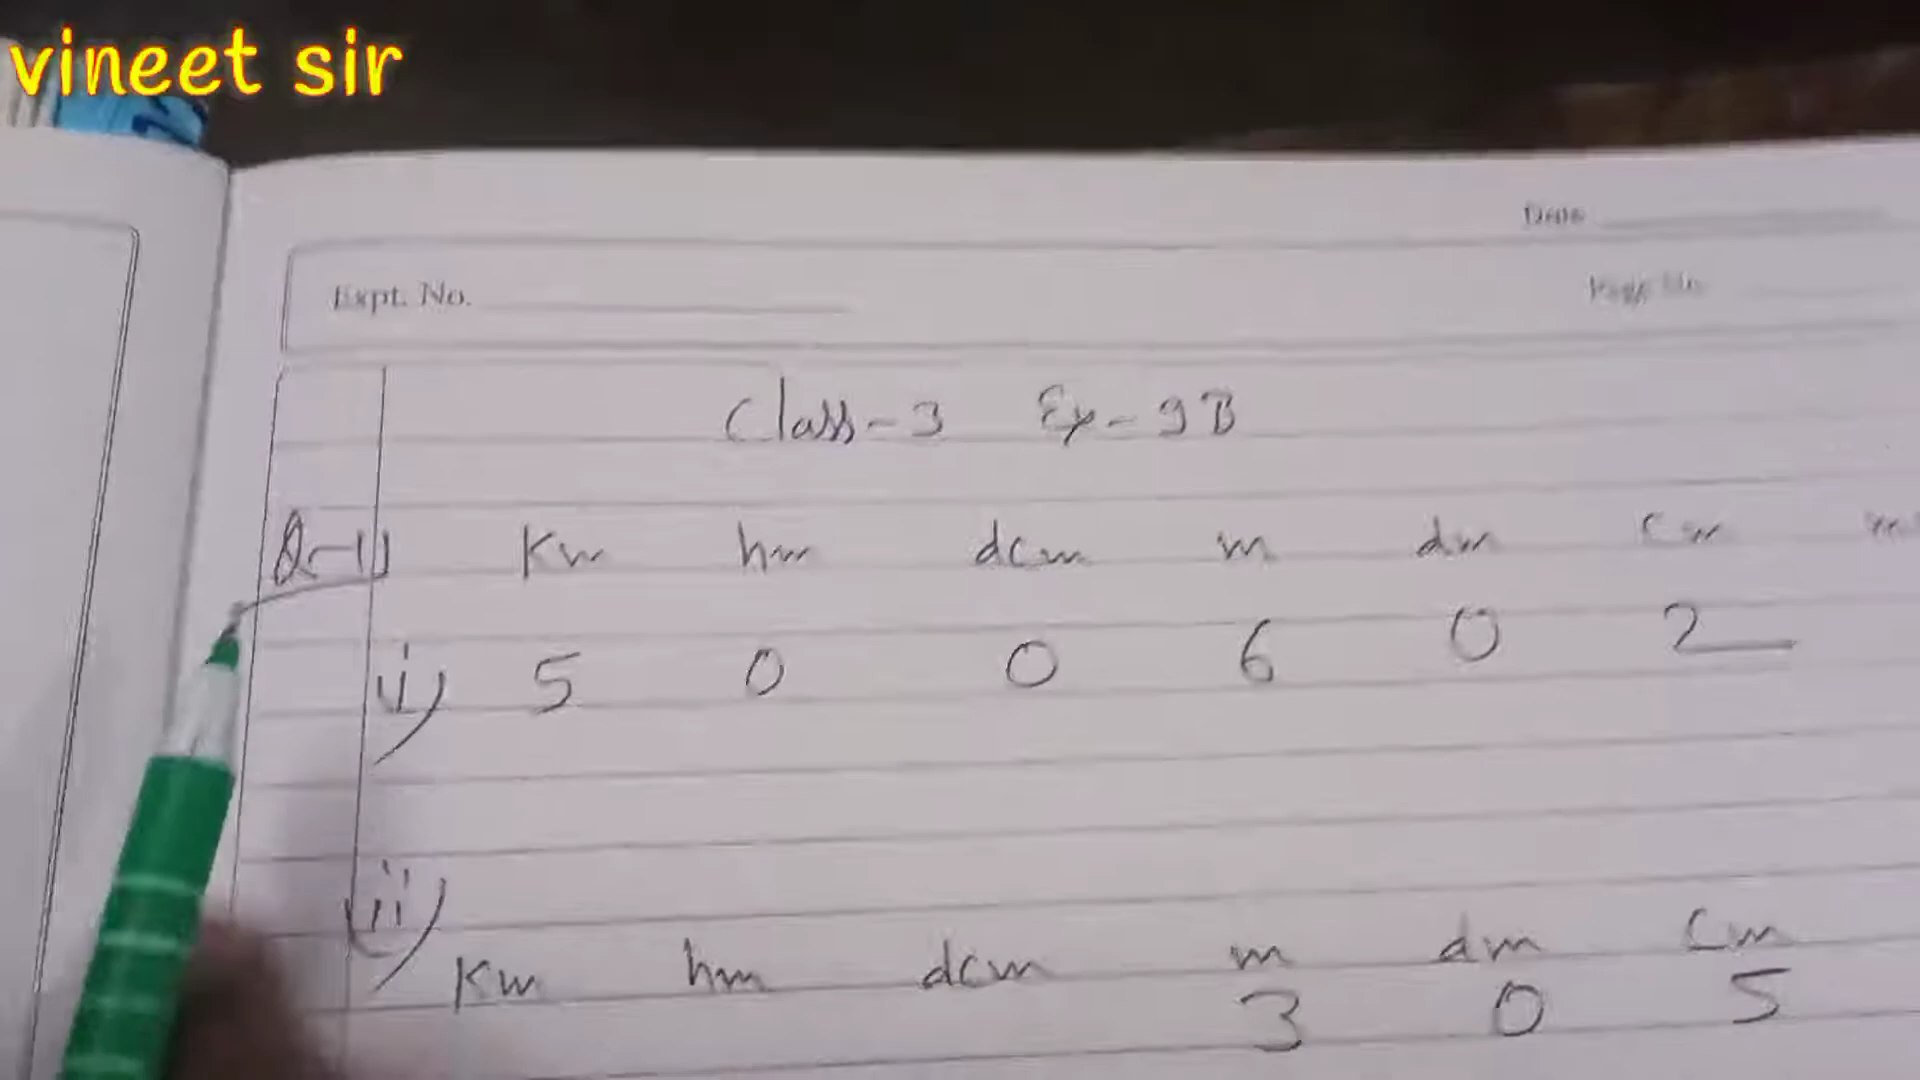 vineet sir
Date
Expt. No.
Page No.
Class-3 Ex-9B
Q-1) Km hm dcm m dm cm
i) 5 0 0 6 0 2
ii)
Km hm dcm m dm cm
3 0 5